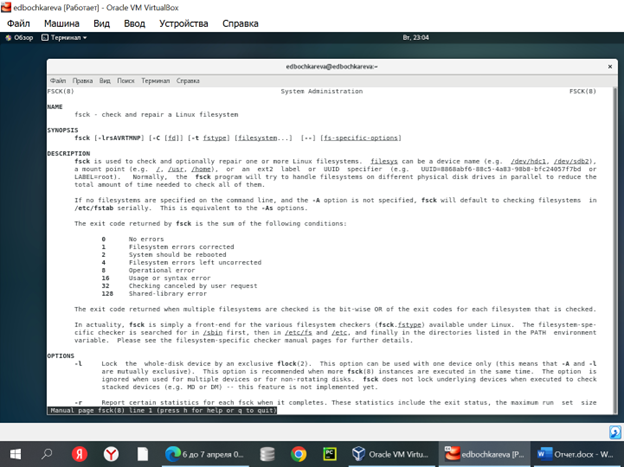 edbochkareva [Работает] - Oracle VM VirtualBox
Файл Машина Вид Ввод Устройства Справка
Обзор Терминал Вт, 23:04
edbochkareva@edbochkareva:~
Файл Правка Вид Поиск Терминал Справка
FSCK(8) System Administration FSCK(8)
NAME
fsck - check and repair a Linux filesystem
SYNOPSIS
fsck [-lrsAVRTMNP] [-C [fd]] [-t fstype] [filesystem...] [--] [fs-specific-options]
DESCRIPTION
fsck is used to check and optionally repair one or more Linux filesystems. filesys can be a device name (e.g. /dev/hdc1, /dev/sdb2),
a mount point (e.g. /, /usr, /home), or an ext2 label or UUID specifier (e.g. UUID=8868abf6-88c5-4a83-98b8-bfc24057f7bd or
LABEL=root). Normally, the fsck program will try to handle filesystems on different physical disk drives in parallel to reduce the
total amount of time needed to check all of them.
If no filesystems are specified on the command line, and the -A option is not specified, fsck will default to checking filesystems in
/etc/fstab serially. This is equivalent to the -As options.
The exit code returned by fsck is the sum of the following conditions:
0 No errors
1 Filesystem errors corrected
2 System should be rebooted
4 Filesystem errors left uncorrected
8 Operational error
16 Usage or syntax error
32 Checking canceled by user request
128 Shared-library error
The exit code returned when multiple filesystems are checked is the bit-wise OR of the exit codes for each filesystem that is checked.
In actuality, fsck is simply a front-end for the various filesystem checkers (fsck.fstype) available under Linux. The filesystem-spe-
cific checker is searched for in /sbin first, then in /etc/fs and /etc, and finally in the directories listed in the PATH environment
variable. Please see the filesystem-specific checker manual pages for further details.
OPTIONS
-l Lock the whole-disk device by an exclusive flock(2). This option can be used with one device only (this means that -A and -l
are mutually exclusive). This option is recommended when more fsck(8) instances are executed in the same time. The option is
ignored when used for multiple devices or for non-rotating disks. fsck does not lock underlying devices when executed to check
stacked devices (e.g. MD or DM) -- this feature is not implemented yet.
-r Report certain statistics for each fsck when it completes. These statistics include the exit status, the maximum run set size
Manual page fsck(8) line 1 (press h for help or q to quit)
6 до 7 апреля 0... Oracle VM Virtu... edbochkareva [Р... Отчет.docx - W...